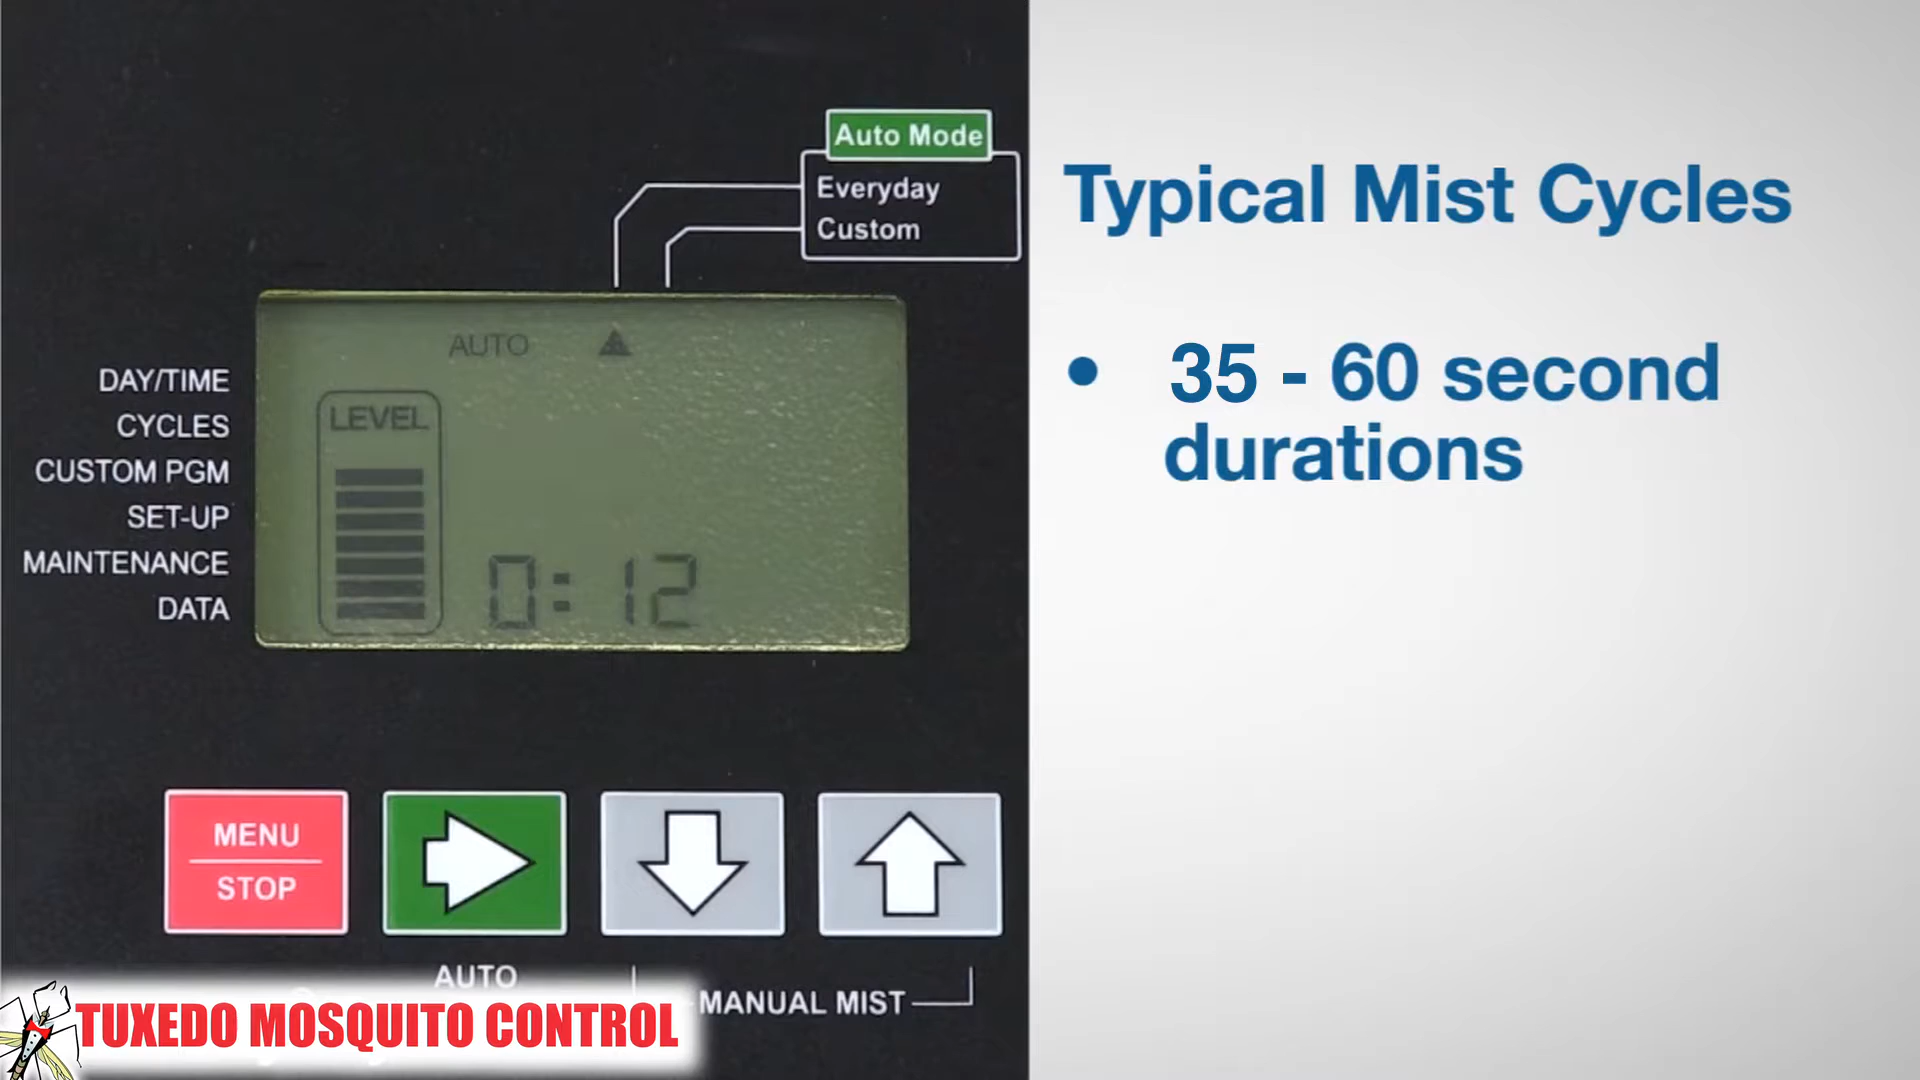 Auto Mode
Everyday
Custom
AUTO
DAY/TIME
CYCLES
CUSTOM PGM
SET-UP
MAINTENANCE
DATA
LEVEL
0:12
MENU
STOP
AUTO
MANUAL MIST
TUXEDO MOSQUITO CONTROL
Typical Mist Cycles
• 35 - 60 second
durations